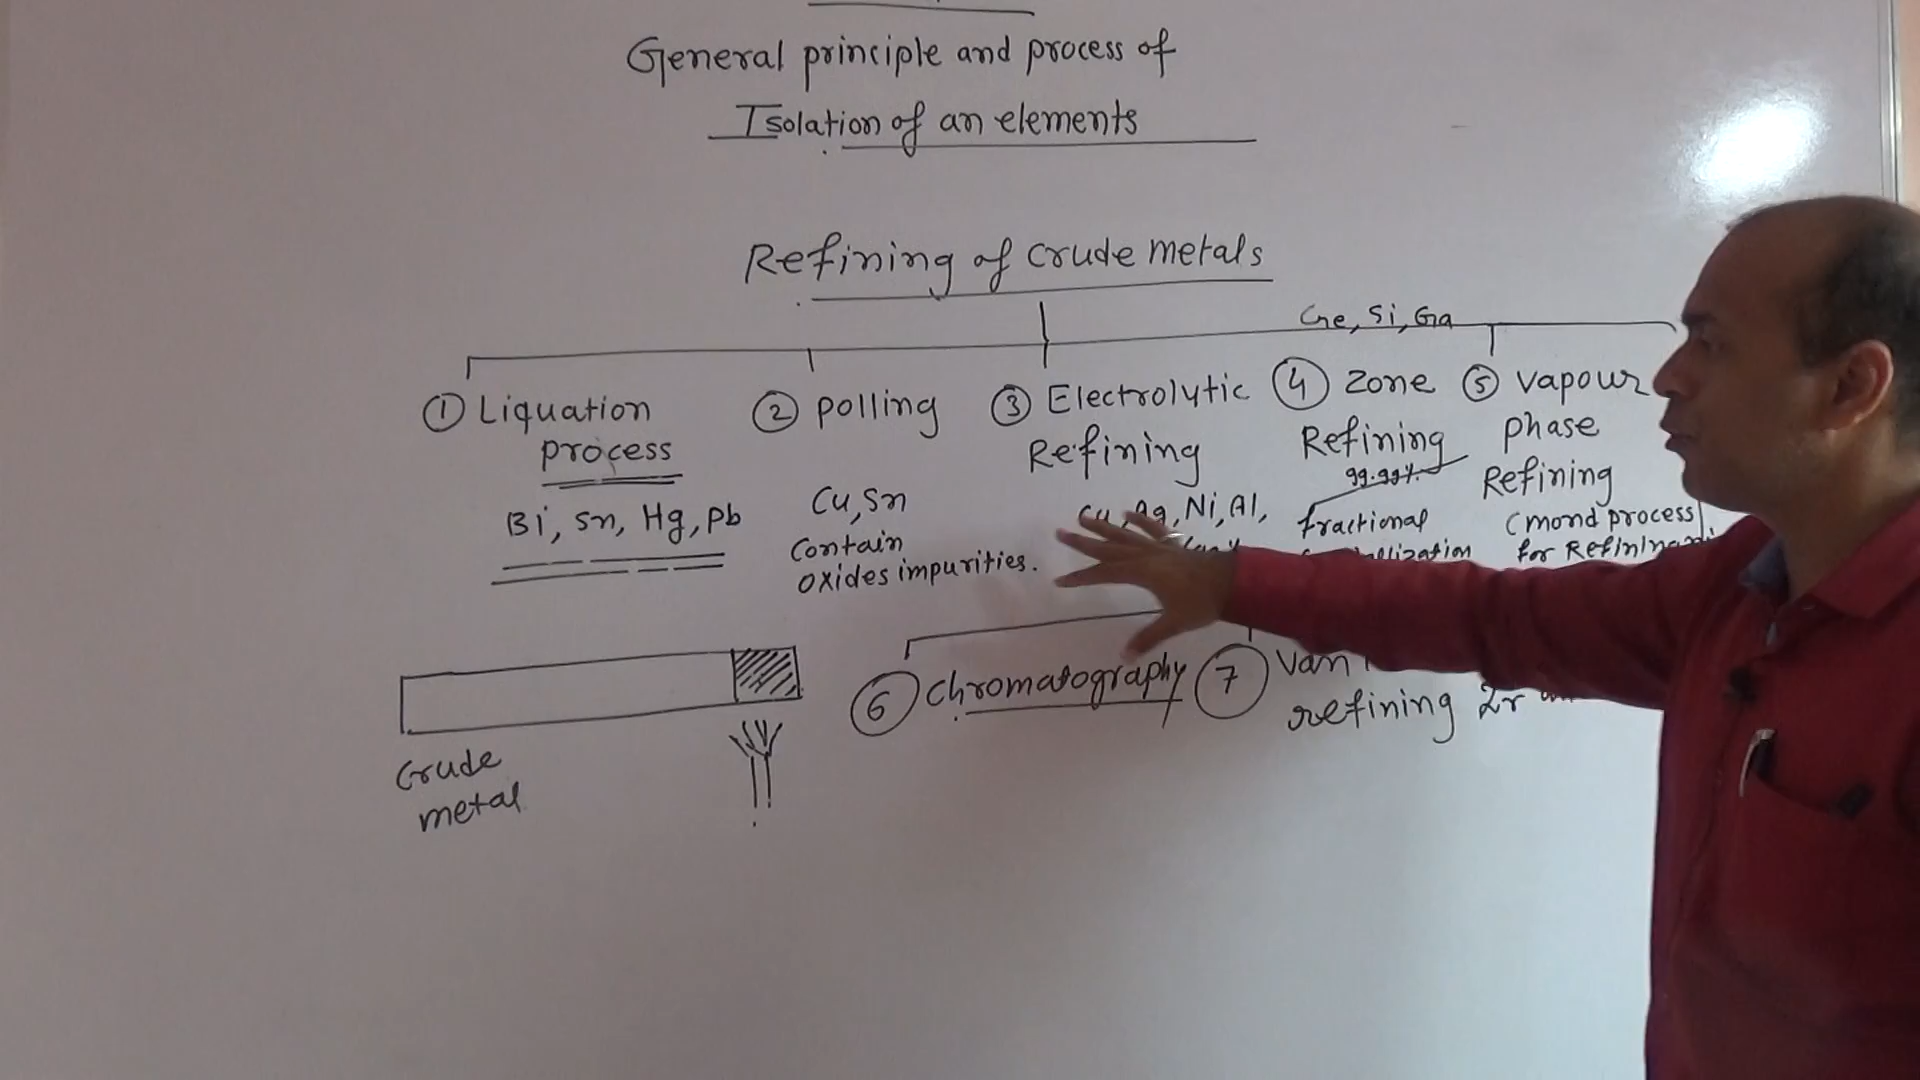 General principle and process of
Isolation of an elements
Refining of crude metals
Ge, Si, Ga
① Liquation
process
Bi, Sn, Hg, Pb
② polling
Cu, Sn
Contain
oxides impurities.
③ Electrolytic
Refining
Cu, Ag, Ni, Al,
④ Zone
Refining
99.99%
fractional
⑤ Vapour
phase
Refining
(mond process)
for Refining
Crude
metal
⑥ Chromatography
⑦ Van
refining Zr